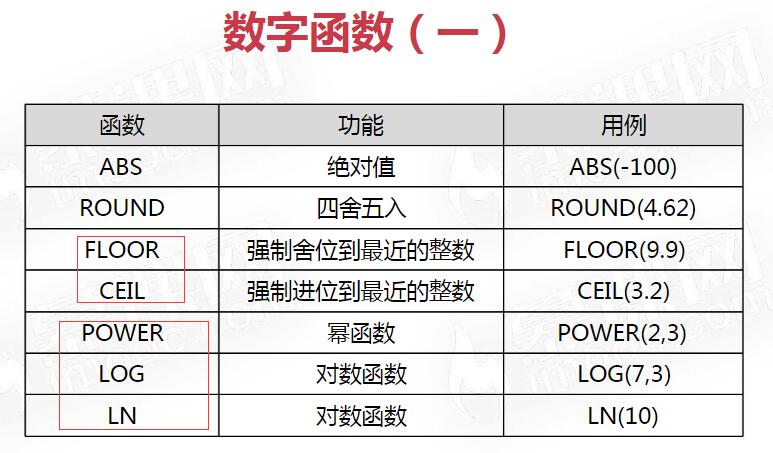 数字函数（一）
函数 功能 用例
ABS 绝对值 ABS(-100)
ROUND 四舍五入 ROUND(4.62)
FLOOR 强制舍位到最近的整数 FLOOR(9.9)
CEIL 强制进位到最近的整数 CEIL(3.2)
POWER 幂函数 POWER(2,3)
LOG 对数函数 LOG(7,3)
LN 对数函数 LN(10)